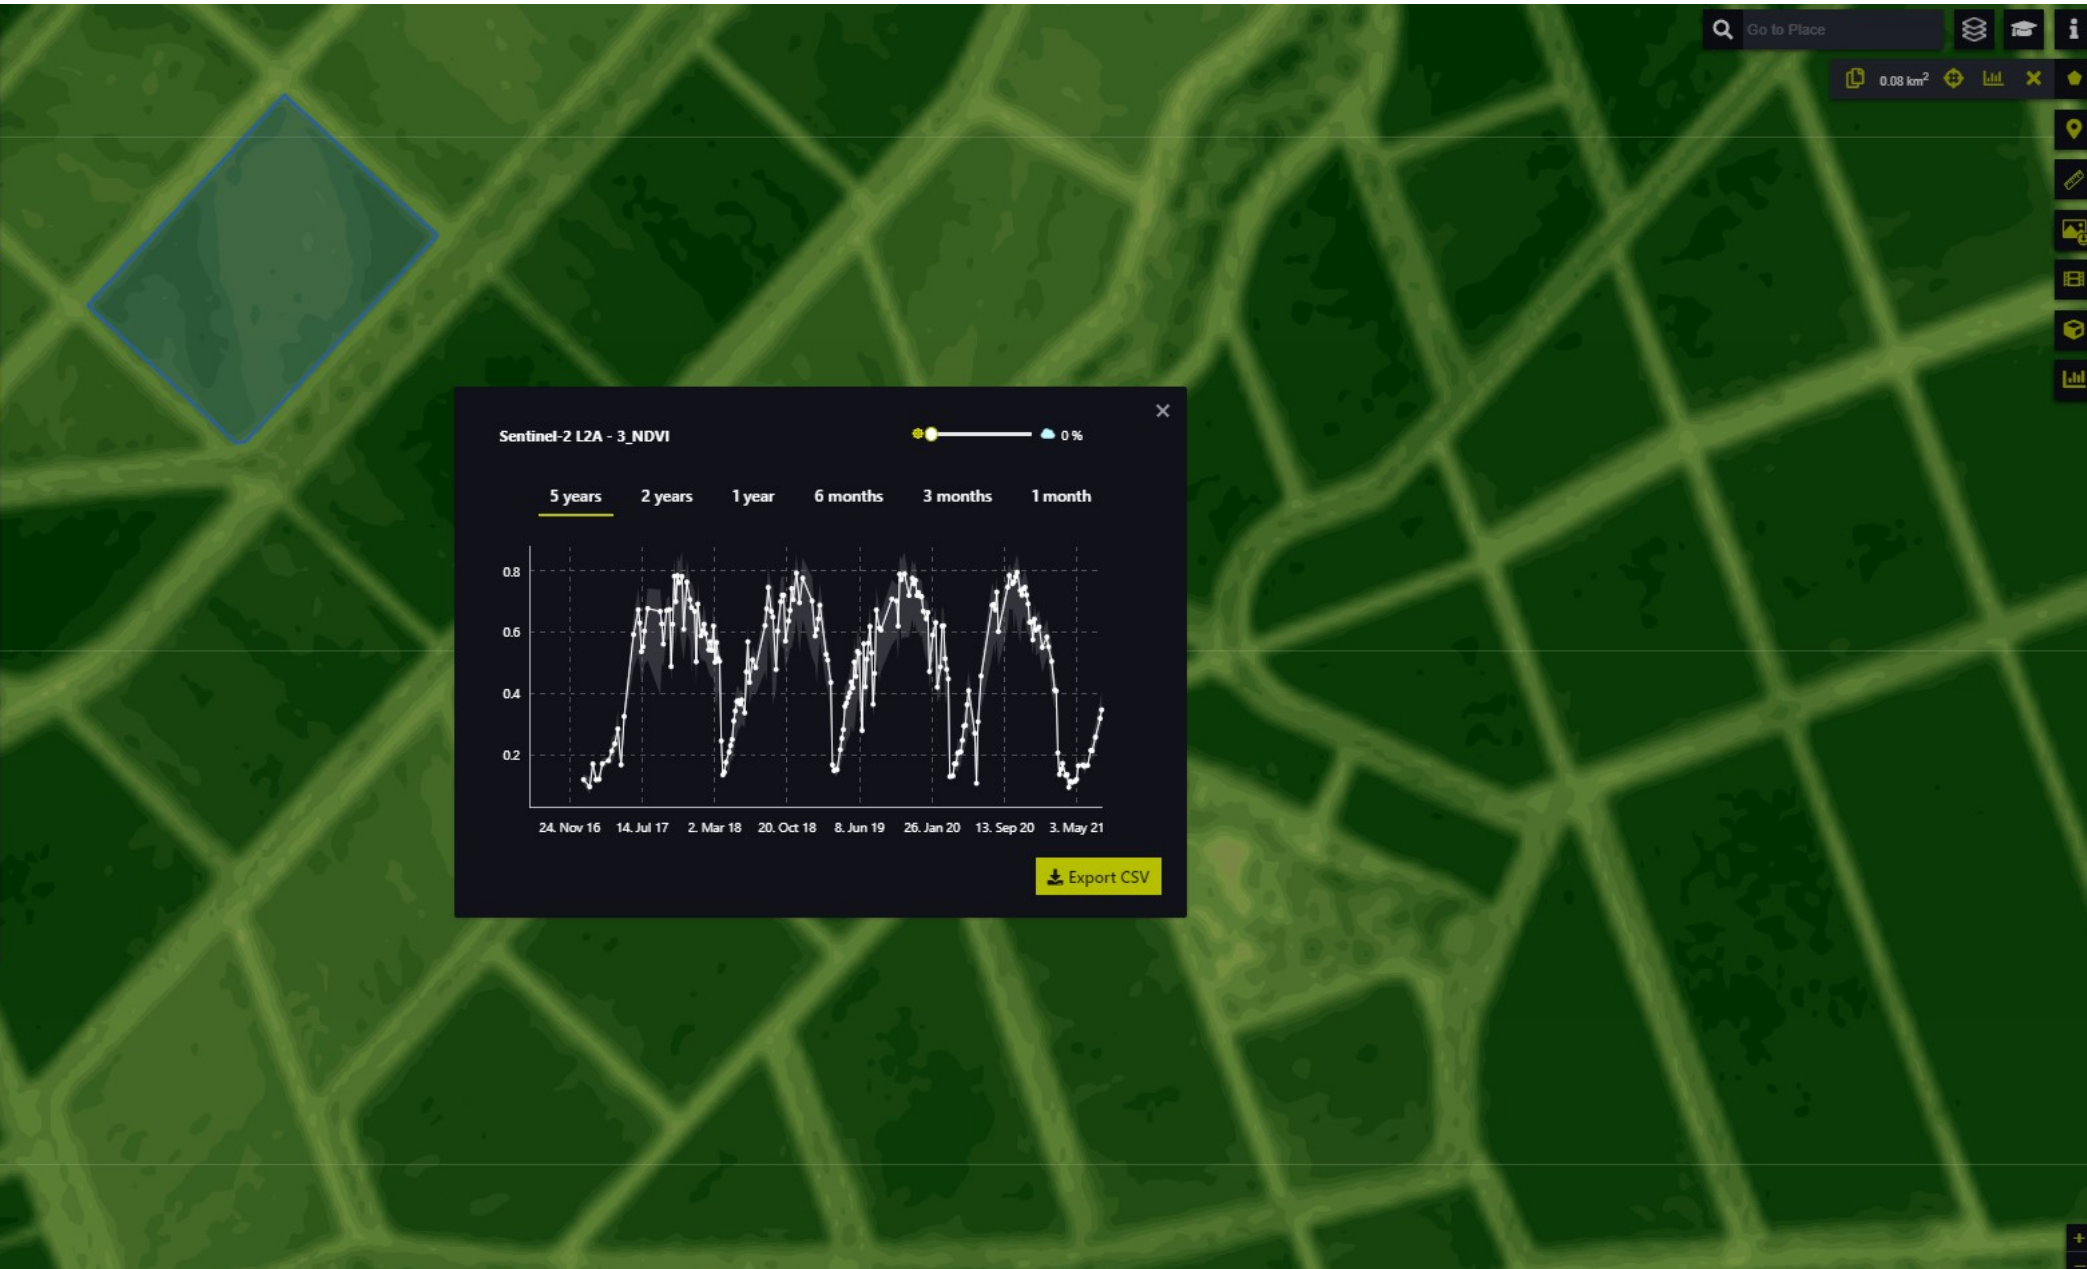 Go to Place
0.08 km²
Sentinel-2 L2A - 3_NDVI
0 %
5 years 2 years 1 year 6 months 3 months 1 month
0.8
0.6
0.4
0.2
24. Nov 16 14. Jul 17 2. Mar 18 20. Oct 18 8. Jun 19 26. Jan 20 13. Sep 20 3. May 21
Export CSV